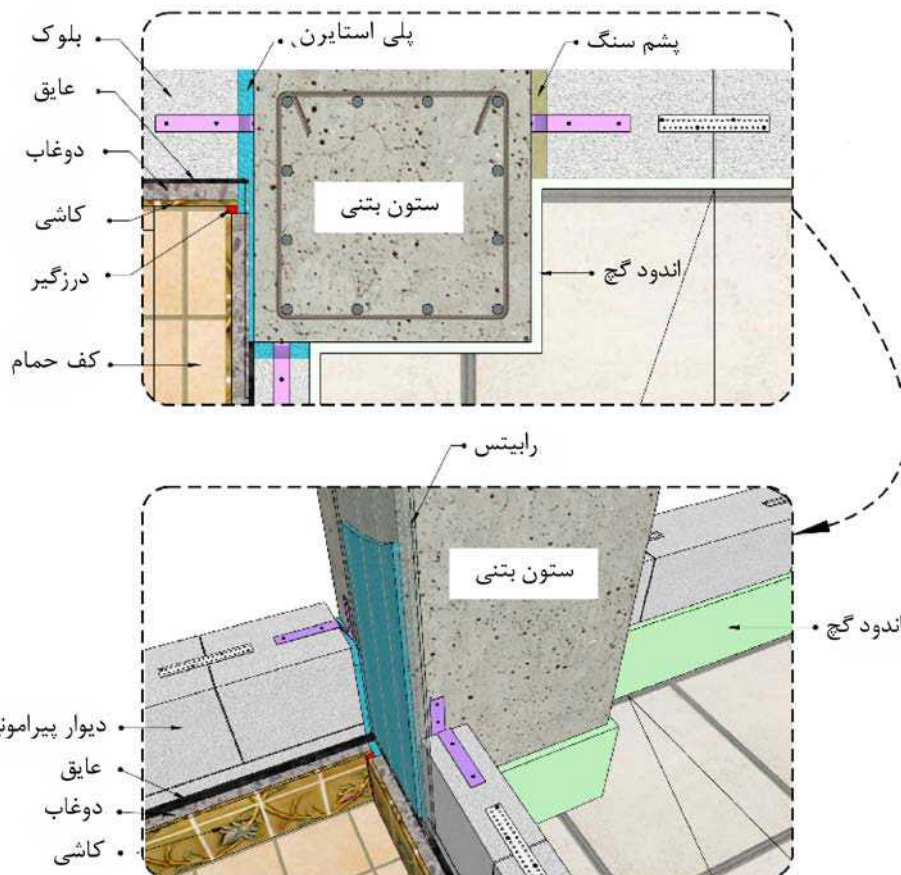 بلوک
عایق
دوغاب
کاشی
درزگیر
کف حمام
پلی استایرن
پشم سنگ
ستون بتنی
اندود گچ
رابیتس
ستون بتنی
اندود گچ
دیوار پیرامونی
عایق
دوغاب
کاشی